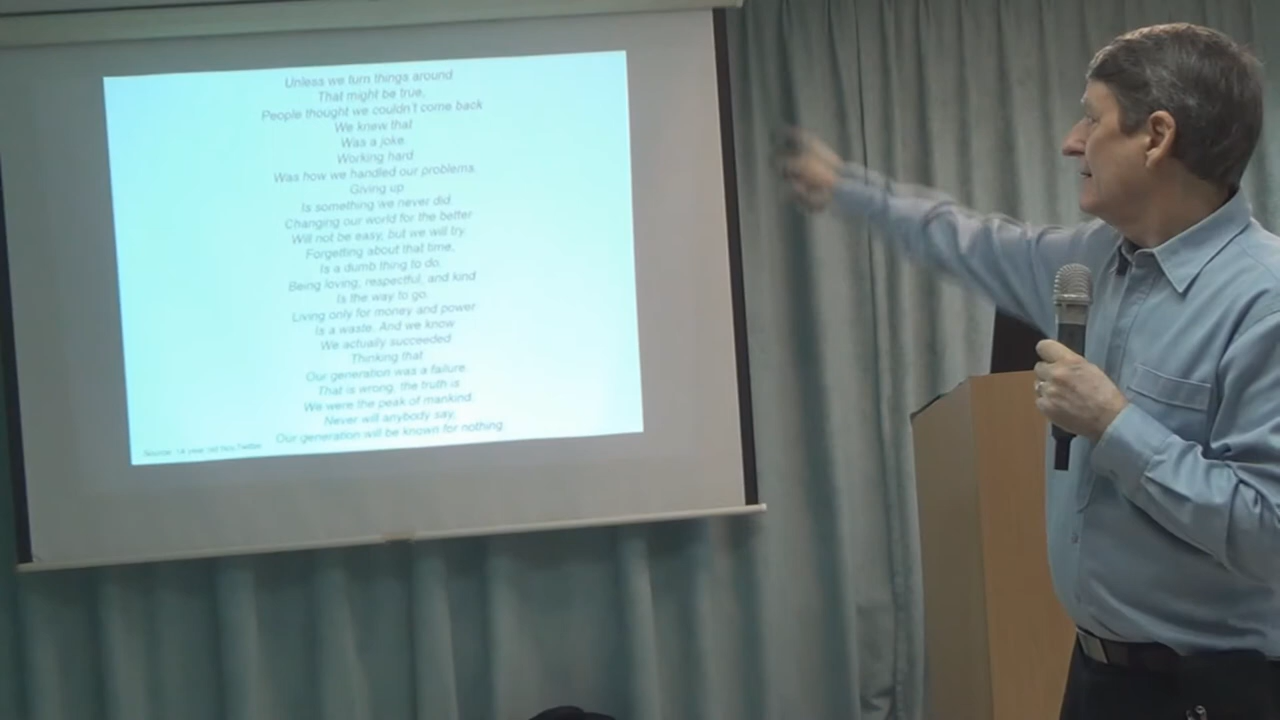 Unless we turn things around
That might be true,
People thought we couldn't come back
We knew that
Was a joke.
Working hard
Was how we handled our problems.
Giving up
Is something we never did.
Changing our world for the better
Will not be easy, but we will try.
Forgetting about that time,
Is a dumb thing to do.
Being loving, respectful, and kind
Is the way to go.
Living only for money and power
Is a waste. And we know
We actually succeeded
Thinking that
Our generation was a failure.
That is wrong, the truth is
We were the peak of mankind.
Never will anybody say,
Our generation will be known for nothing.
Source: 14 year old